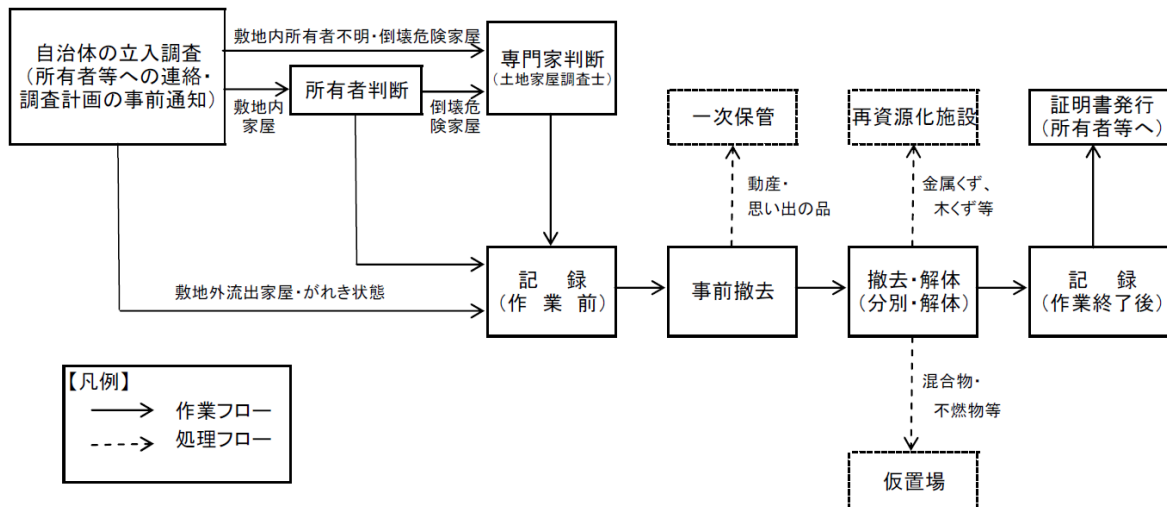 自治体の立入調査
(所有者等への連絡・
調査計画の事前通知)
敷地内所有者不明・倒壊危険家屋
敷地内
家屋
所有者判断
倒壊危
険家屋
専門家判断
(土地家屋調査士)
敷地外流出家屋・がれき状態
記　録
(作 業 前)
事前撤去
動産・
思い出の品
一次保管
撤去・解体
(分別・解体)
金属くず、
木くず等
再資源化施設
混合物・
不燃物等
仮置場
記　録
(作業終了後)
証明書発行
(所有者等へ)
【凡例】
作業フロー
処理フロー